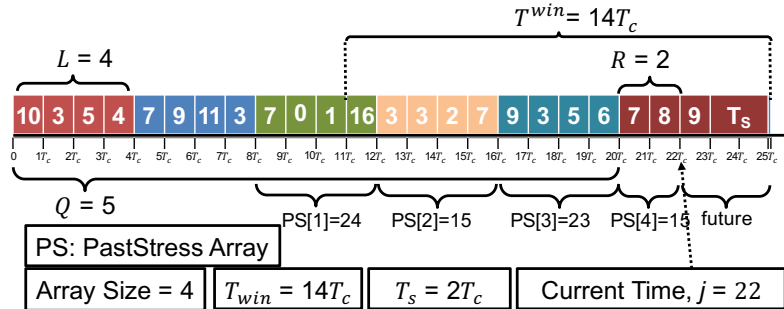 T^win = 14T_c
L = 4
R = 2
10 3 5 4 7 9 11 3 7 0 1 16 3 3 2 7 9 3 5 6 7 8 9 T_S
0 1T_c 2T_c 3T_c 4T_c 5T_c 6T_c 7T_c 8T_c 9T_c 10T_c 11T_c 12T_c 13T_c 14T_c 15T_c 16T_c 17T_c 18T_c 19T_c 20T_c 21T_c 22T_c 23T_c 24T_c 25T_c
Q = 5
PS[1]=24 PS[2]=15 PS[3]=23 PS[4]=15 future
PS: PastStress Array
Array Size = 4
T_win = 14T_c
T_s = 2T_c
Current Time, j = 22